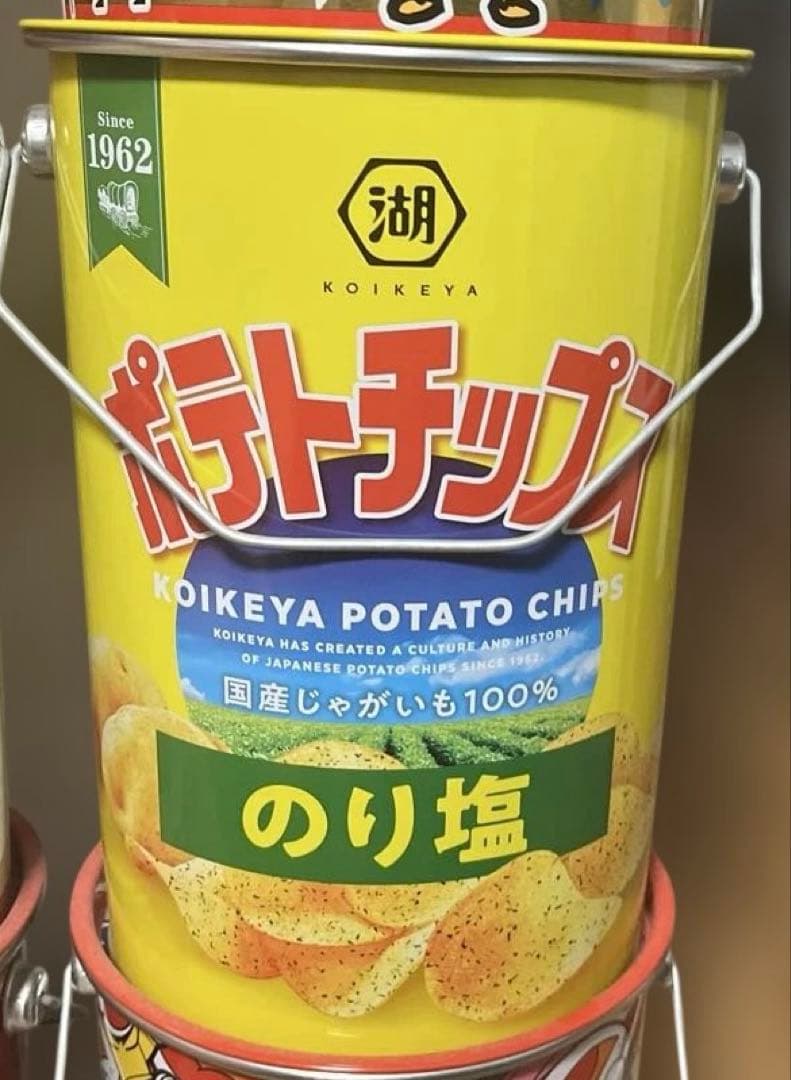 Since
1962
湖
KOIKEYA
ポテトチップス
KOIKEYA POTATO CHIPS
KOIKEYA HAS CREATED A CULTURE AND HISTORY
OF JAPANESE POTATO CHIPS SINCE 1962.
国産じゃがいも100%
のり塩